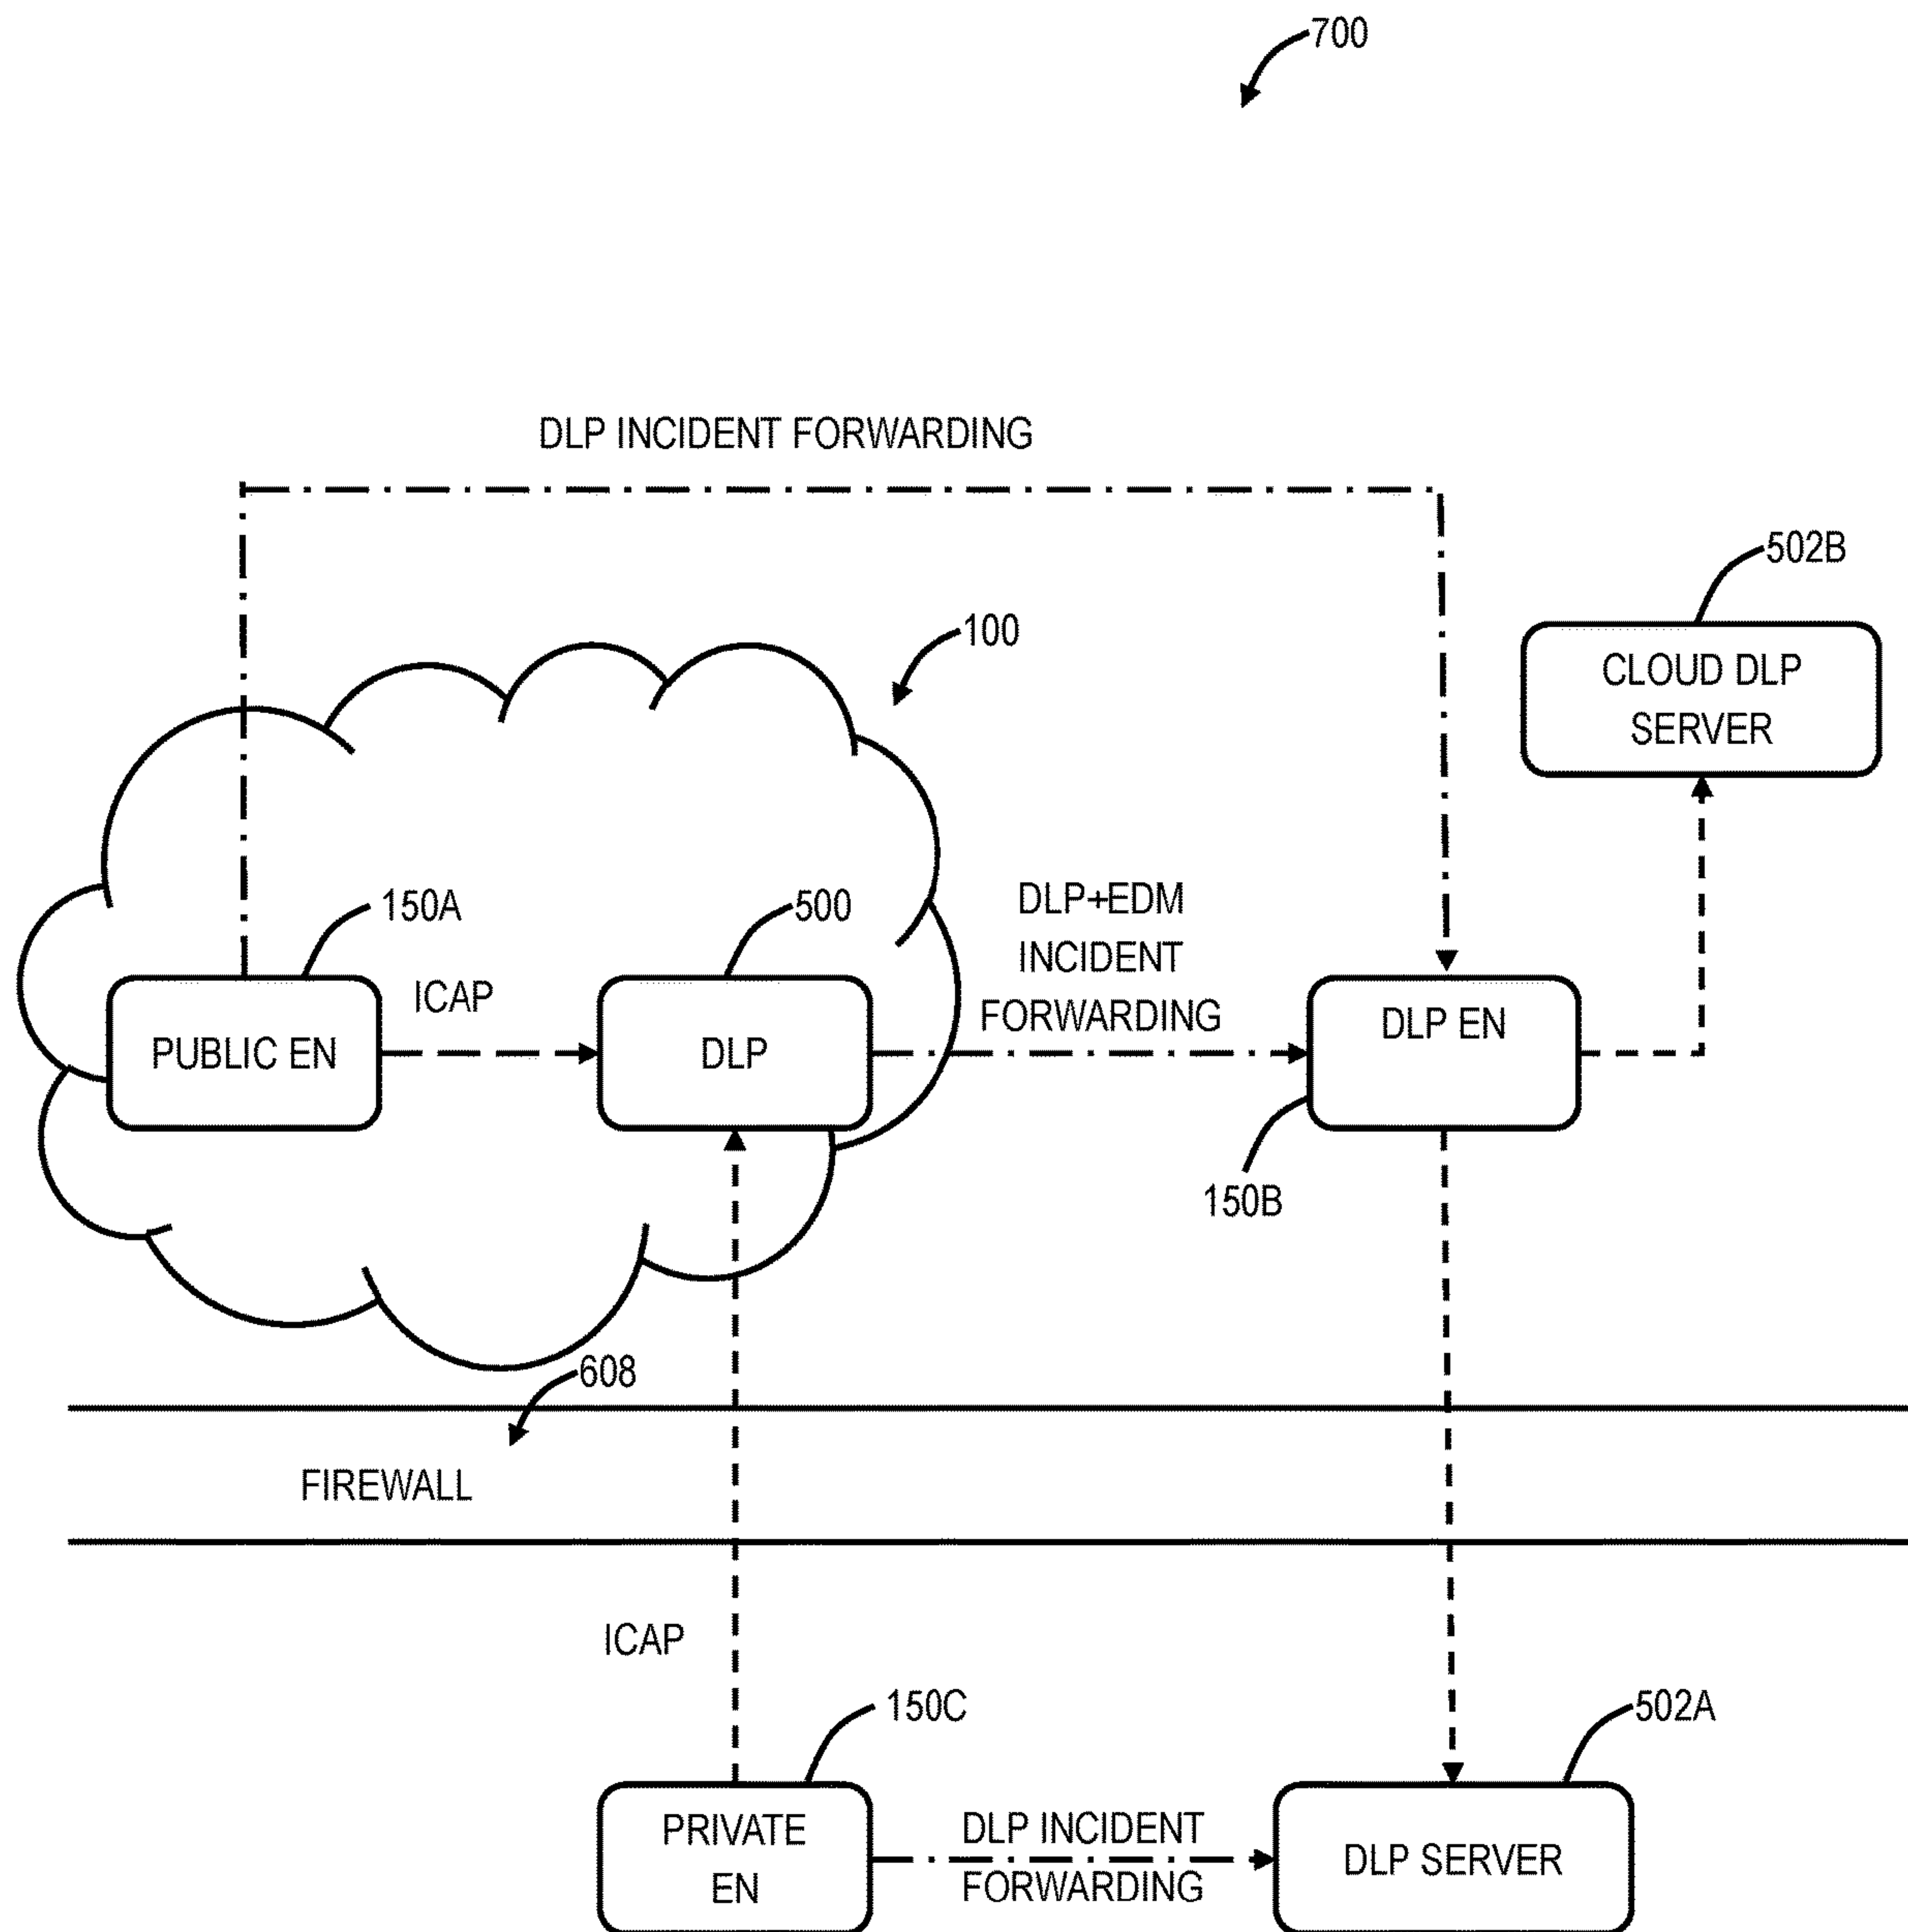 700
DLP INCIDENT FORWARDING
502B
100
CLOUD DLP
SERVER
150A
500
DLP+EDM
INCIDENT
FORWARDING
ICAP
PUBLIC EN
DLP
DLP EN
150B
608
FIREWALL
ICAP
150C
502A
PRIVATE
EN
DLP INCIDENT
FORWARDING
DLP SERVER